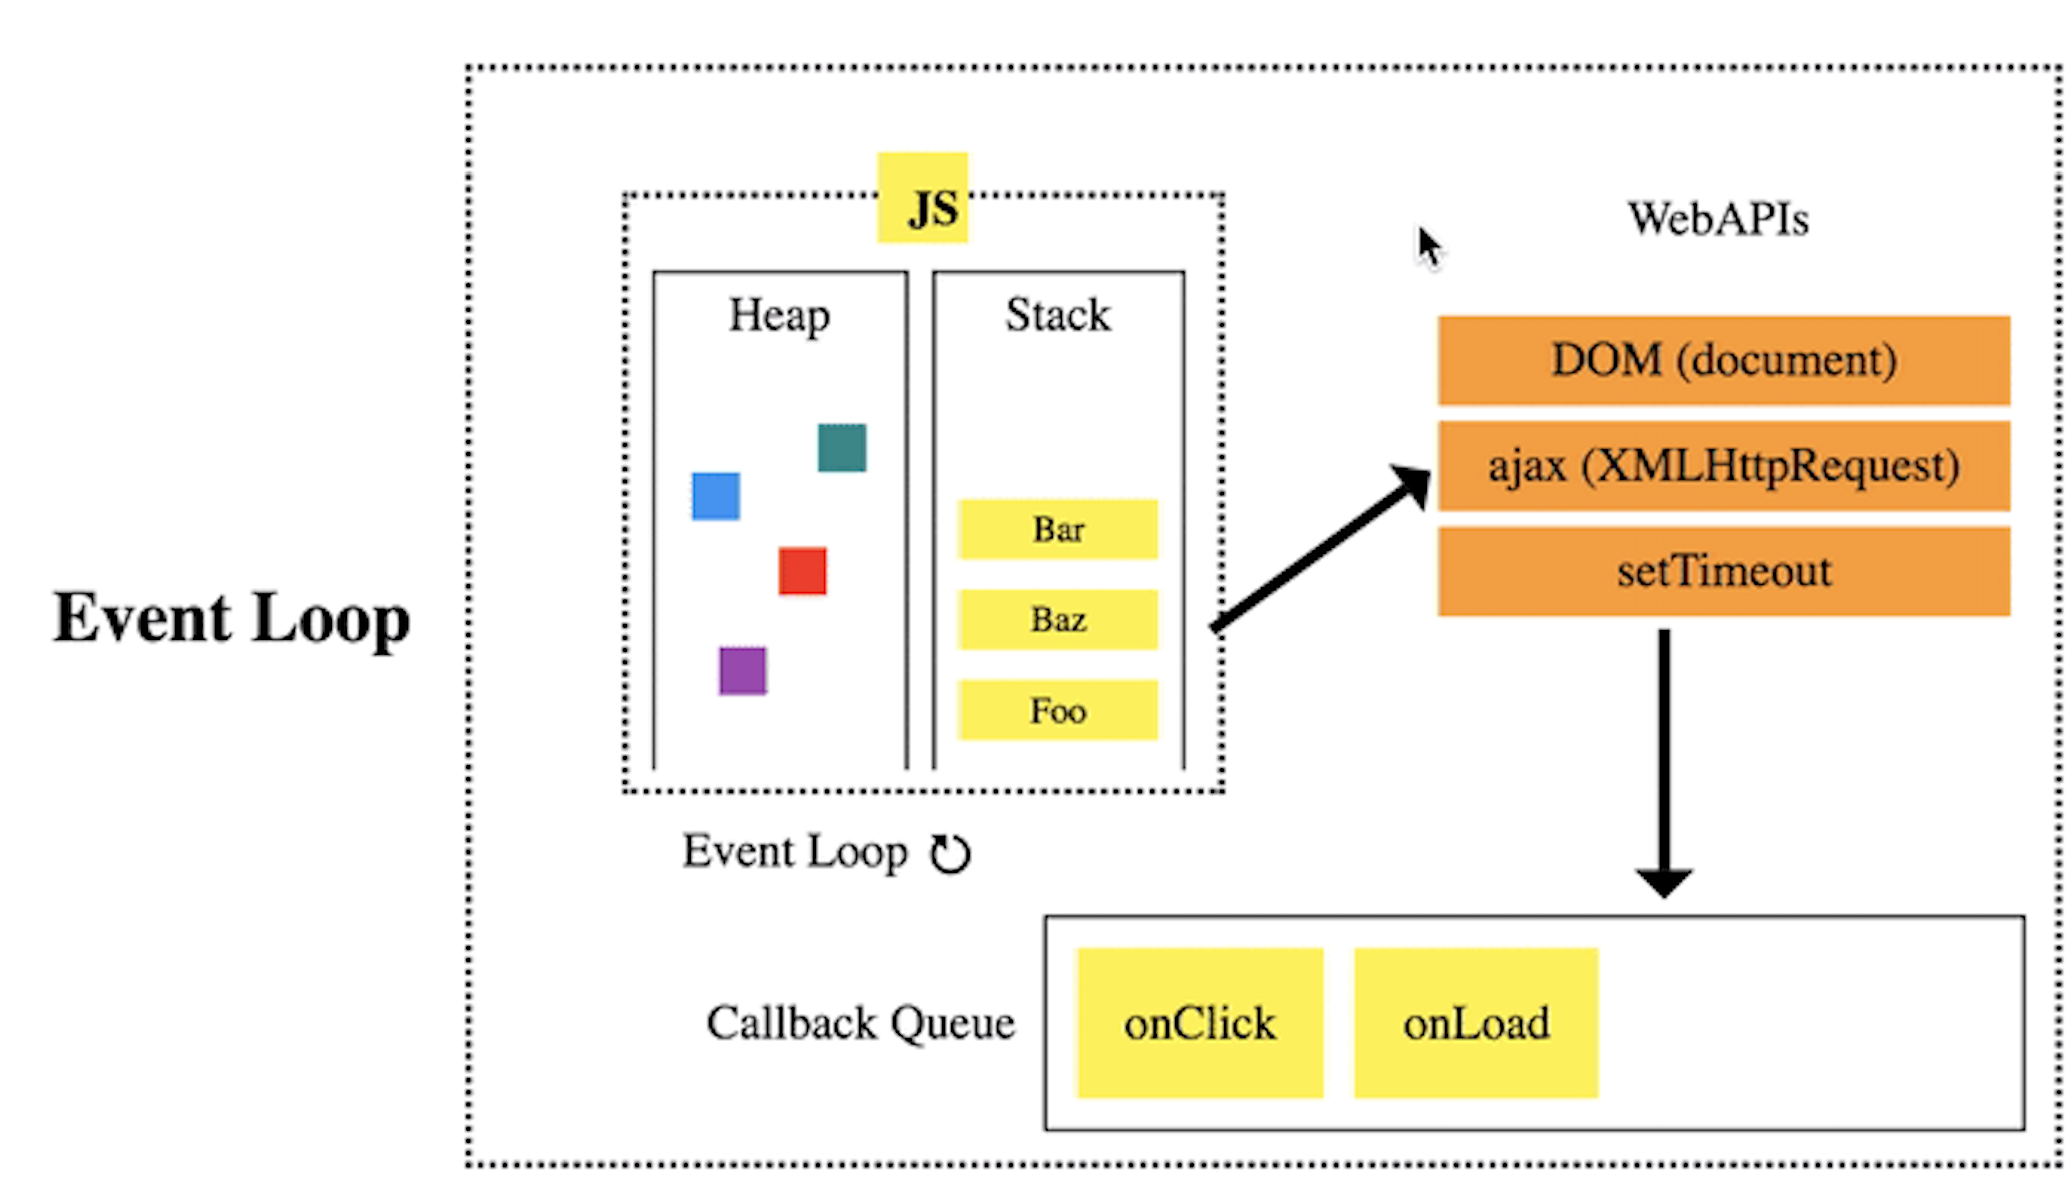 JS
WebAPIs
Heap
Stack
DOM (document)
ajax (XMLHttpRequest)
setTimeout
Bar
Baz
Foo
Event Loop
Event Loop
Callback Queue
onClick
onLoad